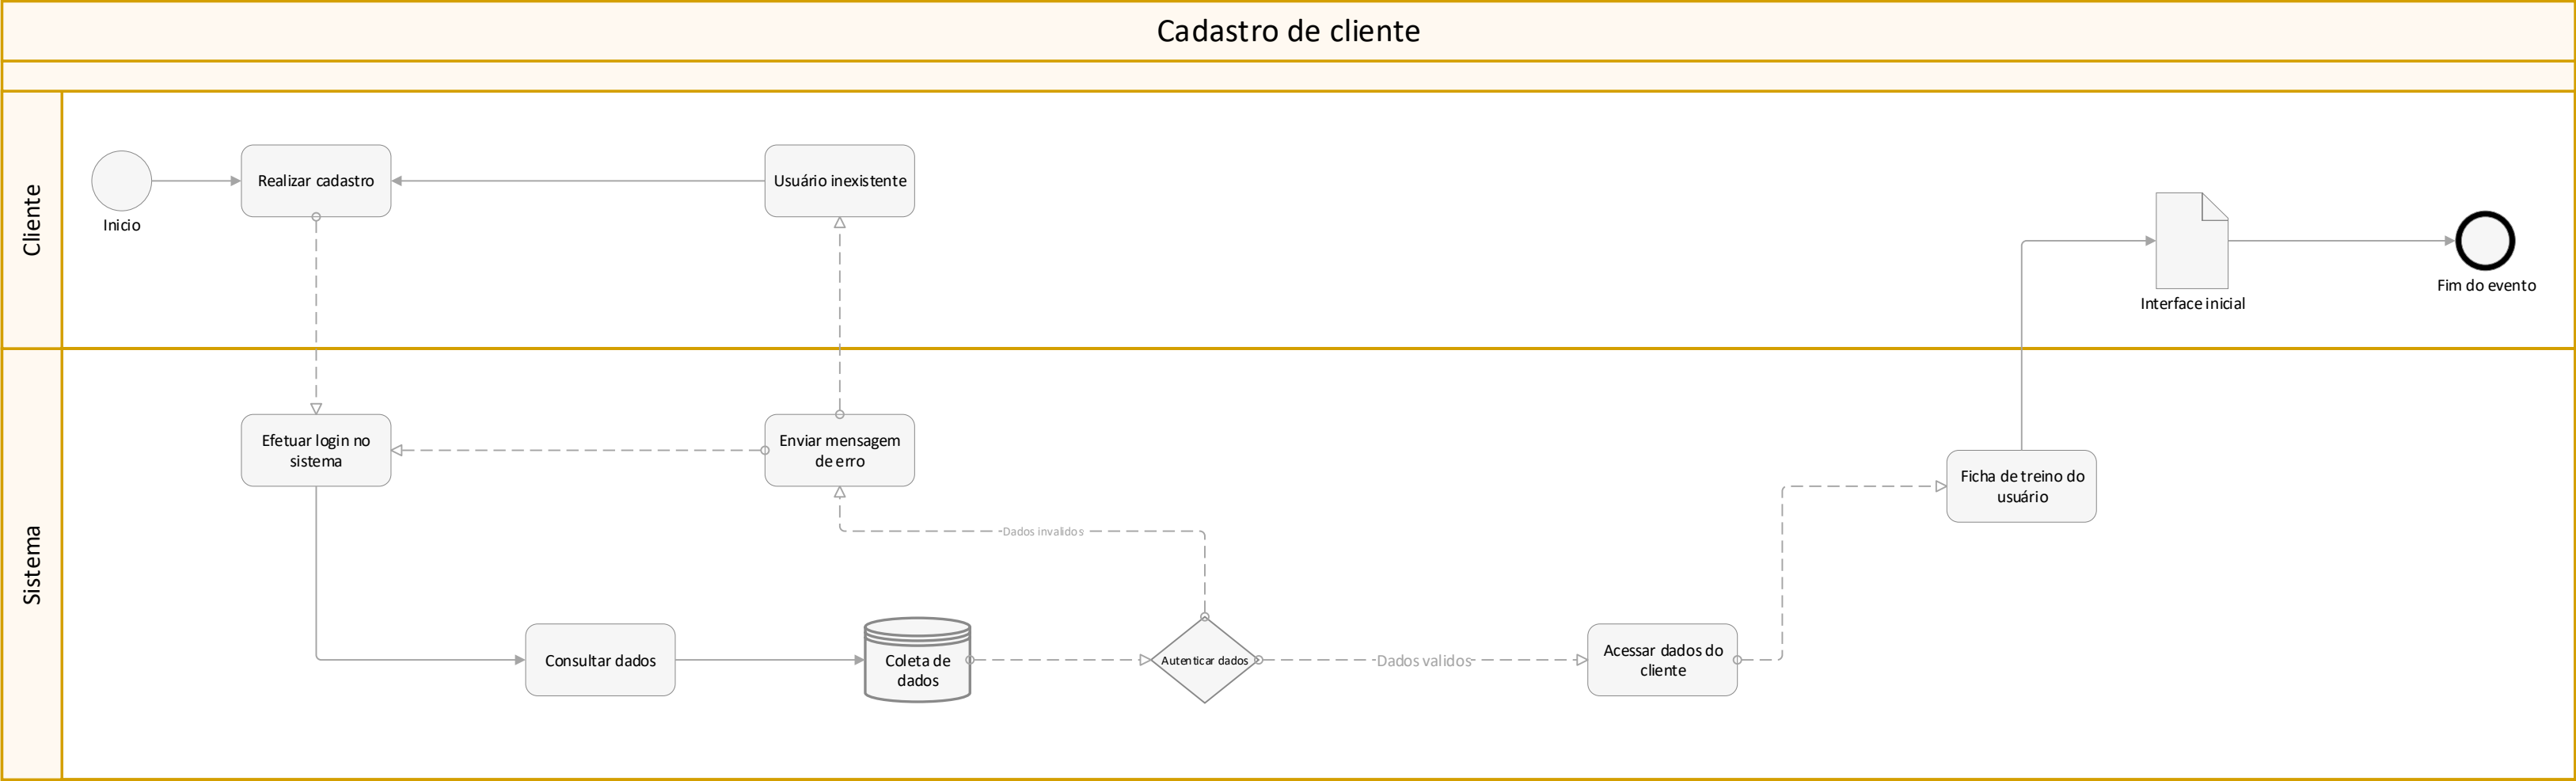 Cadastro de cliente
Cliente
Inicio
Realizar cadastro
Usuário inexistente
Interface inicial
Fim do evento
Sistema
Efetuar login no
sistema
Enviar mensagem
de erro
Dados invalidos
Ficha de treino do
usuário
Consultar dados
Coleta de
dados
Autenticar dados
Dados validos
Acessar dados do
cliente